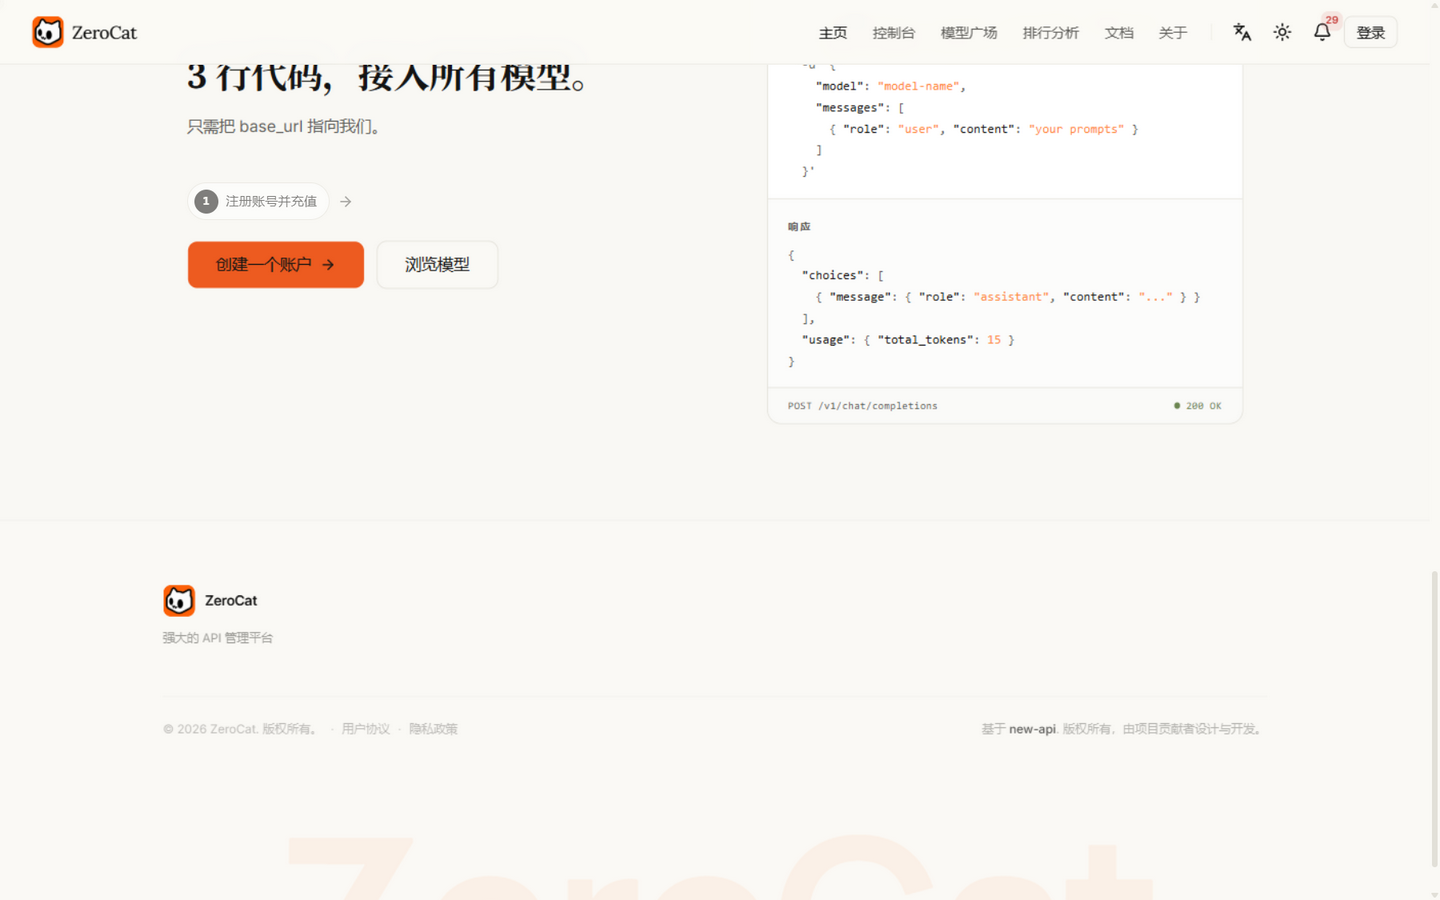 ZeroCat
主页
控制台
模型广场
排行分析
文档
关于
29
登录
3 行代码，接入所有模型。
只需把 base_url 指向我们。
1 注册账号并充值 →
创建一个账户 →
浏览模型
-d '{
"model": "model-name",
"messages": [
{ "role": "user", "content": "your prompts" }
]
}'
响应
{
"choices": [
{ "message": { "role": "assistant", "content": "..." } }
],
"usage": { "total_tokens": 15 }
}
POST /v1/chat/completions
200 OK
ZeroCat
强大的 API 管理平台
© 2026 ZeroCat. 版权所有。 · 用户协议 · 隐私政策
基于 new-api. 版权所有，由项目贡献者设计与开发。
ZeroCat